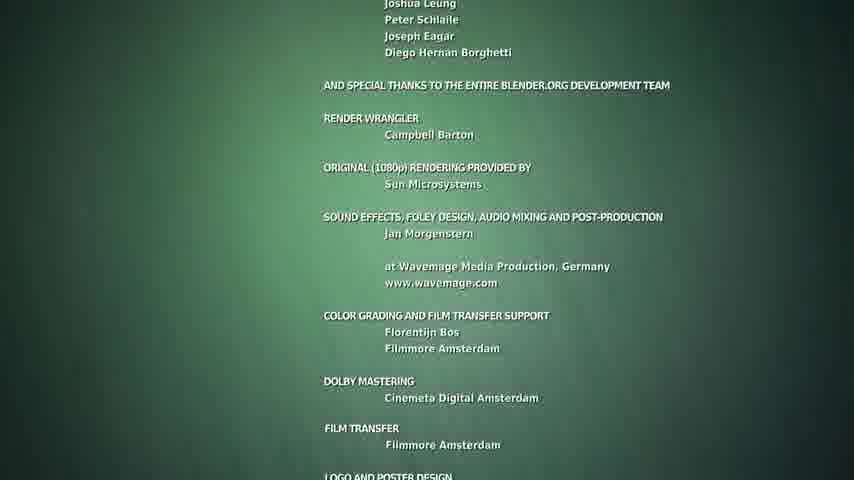 Joshua Leung
Peter Schlaile
Joseph Eagar
Diego Hernan Borghetti
AND SPECIAL THANKS TO THE ENTIRE BLENDER.ORG DEVELOPMENT TEAM
RENDER WRANGLER
Campbell Barton
ORIGINAL (1080p) RENDERING PROVIDED BY
Sun Microsystems
SOUND EFFECTS, FOLEY DESIGN, AUDIO MIXING AND POST-PRODUCTION
Jan Morgenstern
at Wavemage Media Production, Germany
www.wavemage.com
COLOR GRADING AND FILM TRANSFER SUPPORT
Florentijn Bos
Filmmore Amsterdam
DOLBY MASTERING
Cinemeta Digital Amsterdam
FILM TRANSFER
Filmmore Amsterdam
LOGO AND POSTER DESIGN